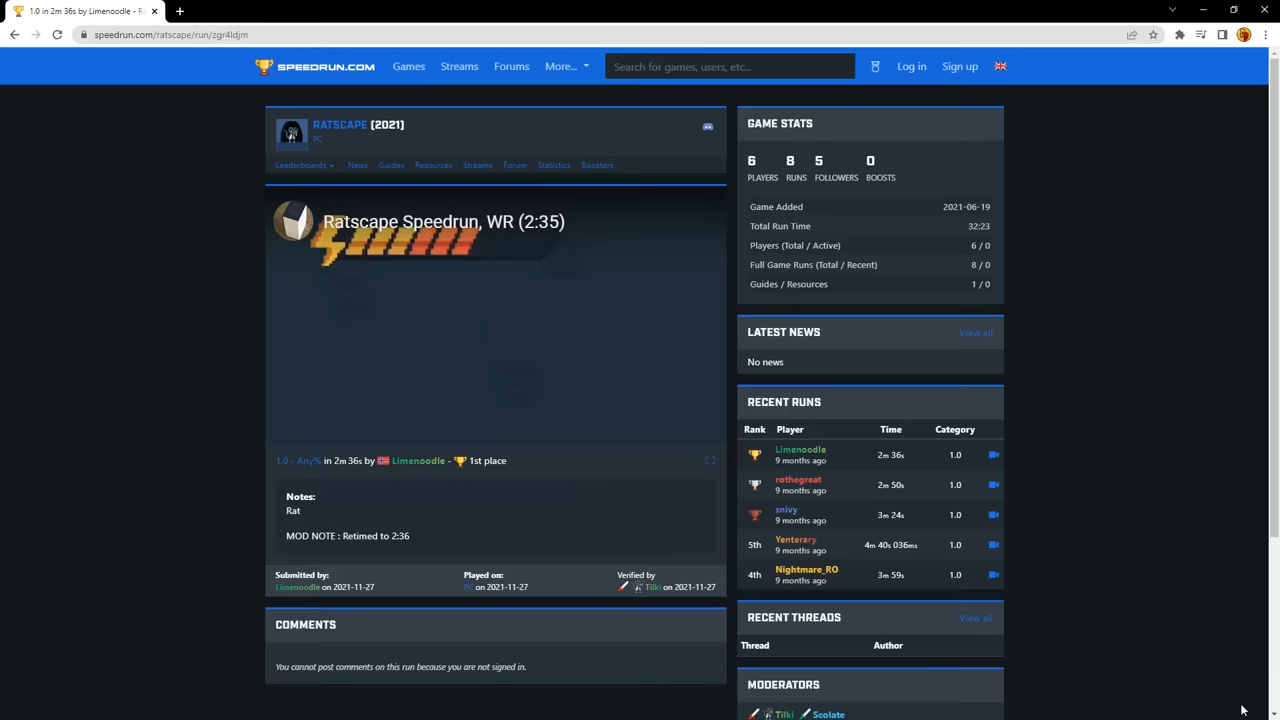 1.0 in 2m 36s by Limenoodle - Ra
speedrun.com/ratscape/run/zgr4ldjm
SPEEDRUN.COM
Games
Streams
Forums
More...
Search for games, users, etc...
Log in
Sign up
RATSCAPE (2021)
PC
Leaderboards
News
Guides
Resources
Streams
Forum
Statistics
Boosters
Ratscape Speedrun, WR (2:35)
1.0 - Any% in 2m 36s by Limenoodle - 1st place
Notes:
Rat
MOD NOTE : Retimed to 2:36
Submitted by:
Limenoodle on 2021-11-27
Played on:
PC on 2021-11-27
Verified by
Tilki on 2021-11-27
COMMENTS
You cannot post comments on this run because you are not signed in.
GAME STATS
6 8 5 0
PLAYERS RUNS FOLLOWERS BOOSTS
Game Added 2021-06-19
Total Run Time 32:23
Players (Total / Active) 6 / 0
Full Game Runs (Total / Recent) 8 / 0
Guides / Resources 1 / 0
LATEST NEWS View all
No news
RECENT RUNS
Rank Player Time Category
Limenoodle
9 months ago
2m 36s 1.0
rothegreat
9 months ago
2m 50s 1.0
snivy
9 months ago
3m 24s 1.0
5th Yenterary
9 months ago
4m 40s 036ms 1.0
4th Nightmare_RO
9 months ago
3m 59s 1.0
RECENT THREADS View all
Thread Author
MODERATORS
Tilki Scolate